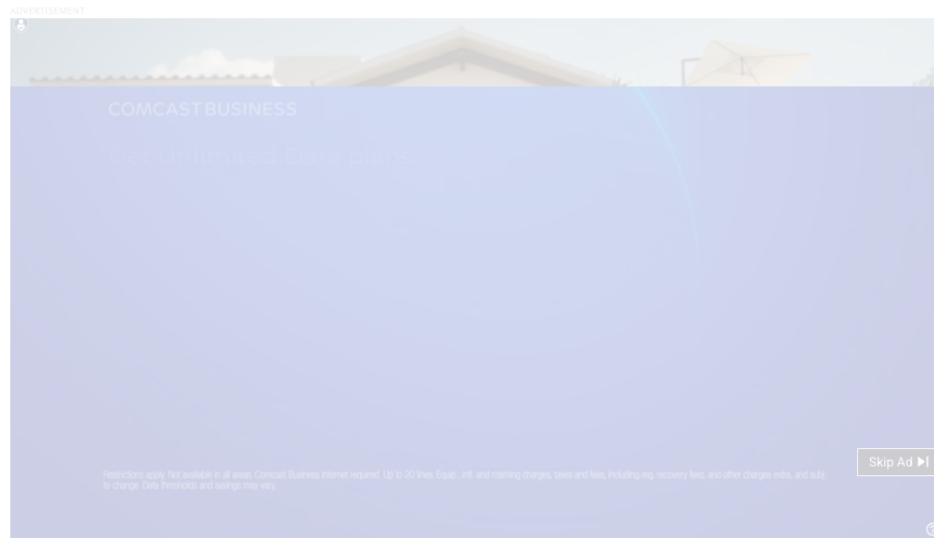 ADVERTISEMENT
COMCAST BUSINESS
Get Unlimited Data plans
Skip Ad
Restrictions apply. Not available in all areas. Comcast Business Internet required. Up to 20 lines. Equip., intl. and roaming charges, taxes and fees, including reg. recovery fees, and other charges extra, and subj.
to change. Data thresholds and savings may vary.